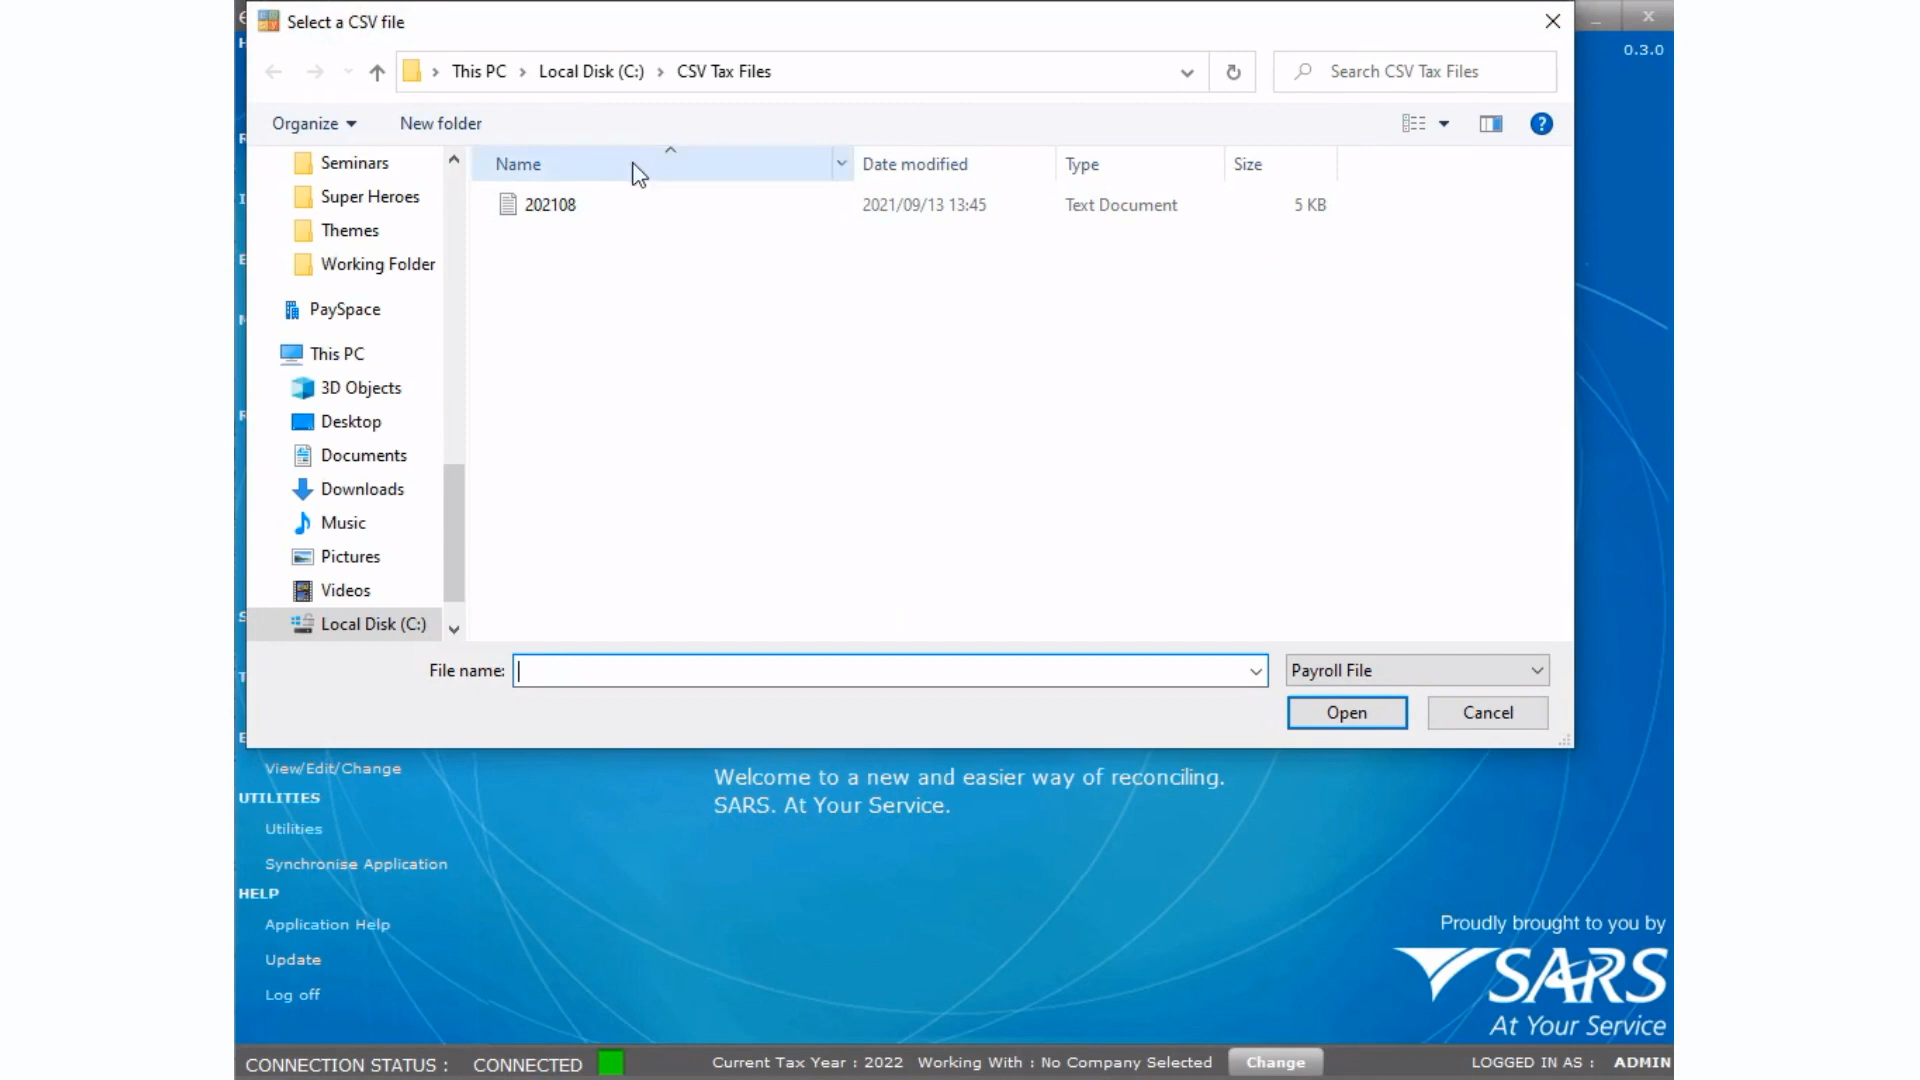 Select a CSV file
0.3.0
This PC > Local Disk (C:) > CSV Tax Files
Search CSV Tax Files
Organize
New folder
Name
Date modified
Type
Size
202108
2021/09/13 13:45
Text Document
5 KB
Seminars
Super Heroes
Themes
Working Folder
PaySpace
This PC
3D Objects
Desktop
Documents
Downloads
Music
Pictures
Videos
Local Disk (C:)
File name:
Payroll File
Open
Cancel
View/Edit/Change
UTILITIES
Utilities
Synchronise Application
HELP
Application Help
Update
Log off
Welcome to a new and easier way of reconciling.
SARS. At Your Service.
Proudly brought to you by
SARS
At Your Service
CONNECTION STATUS : CONNECTED
Current Tax Year : 2022 Working With : No Company Selected
Change
LOGGED IN AS : ADMIN